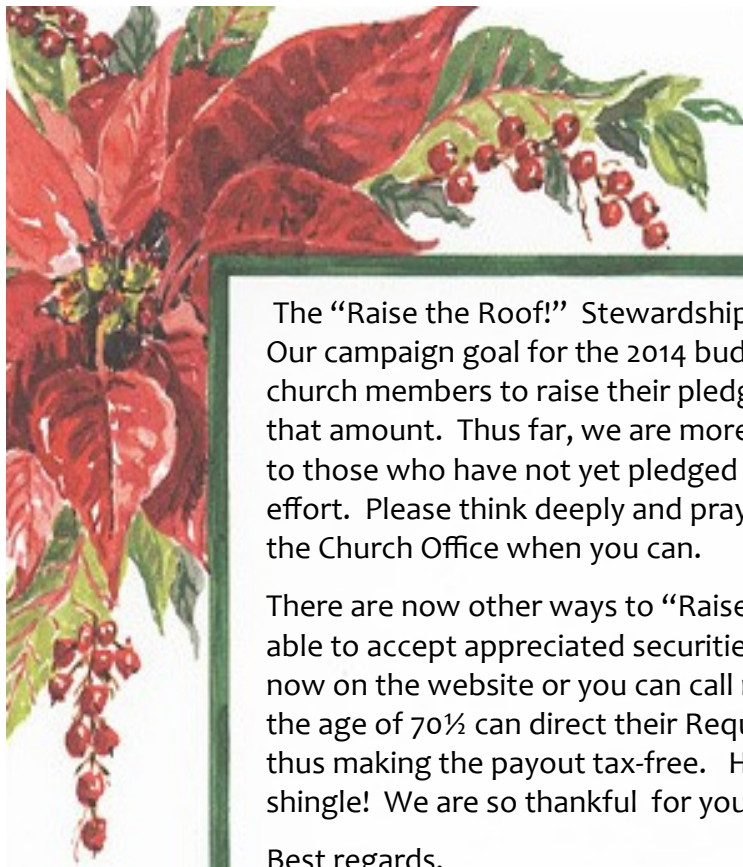 The “Raise the Roof!”  Stewardship
Our campaign goal for the 2014 bud
church members to raise their pledg
that amount.  Thus far, we are more
to those who have not yet pledged
effort.  Please think deeply and pray
the Church Office when you can.
There are now other ways to “Raise
able to accept appreciated securitie
now on the website or you can call
the age of 70½ can direct their Requ
thus making the payout tax-free.   H
shingle!  We are so thankful  for you
Best regards,